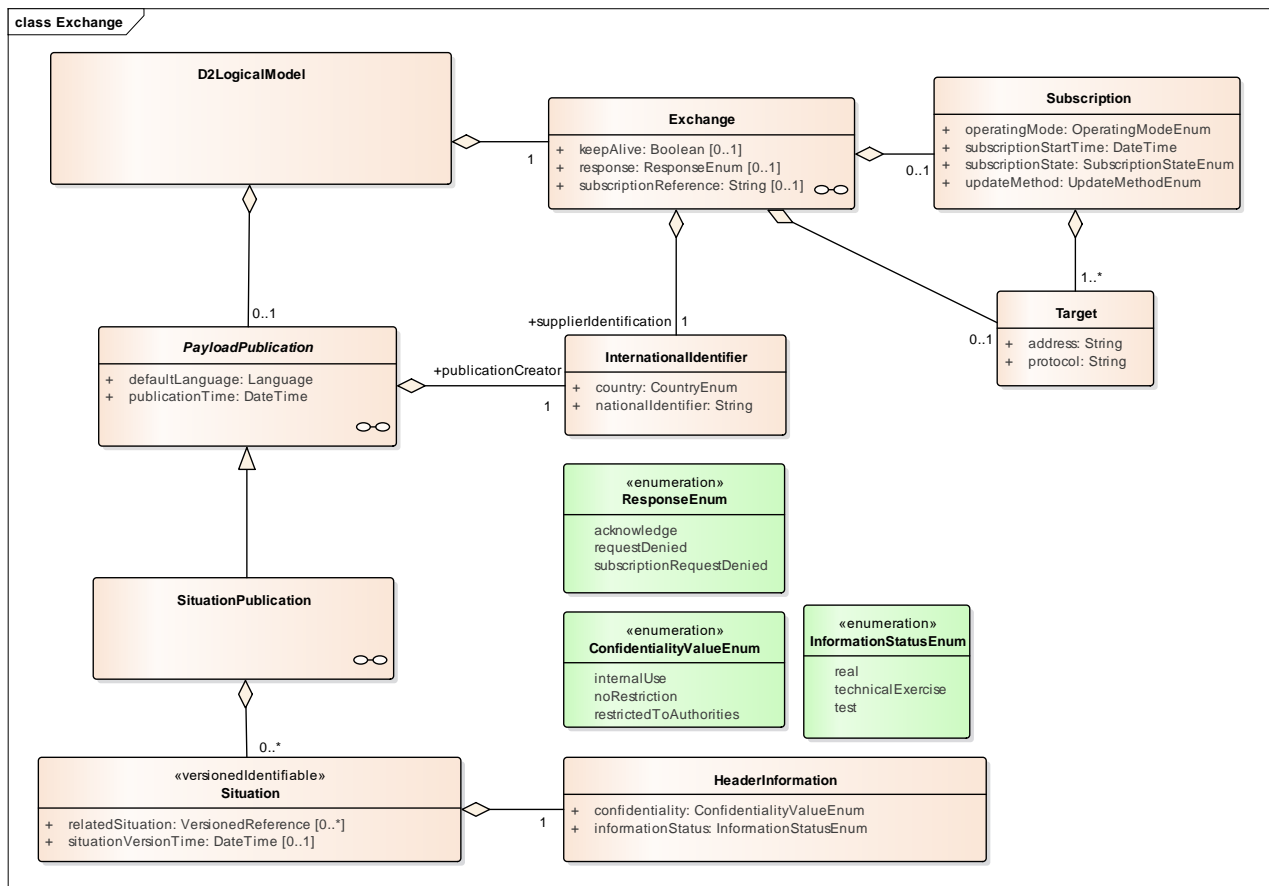 class Exchange
D2LogicalModel
Exchange
+ keepAlive: Boolean [0..1]
+ response: ResponseEnum [0..1]
+ subscriptionReference: String [0..1]
1
Subscription
+ operatingMode: OperatingModeEnum
+ subscriptionStartTime: DateTime
+ subscriptionState: SubscriptionStateEnum
+ updateMethod: UpdateMethodEnum
0..1
1..*
Target
+ address: String
+ protocol: String
0..1
0..1
PayloadPublication
+ defaultLanguage: Language
+ publicationTime: DateTime
+supplierIdentification 1
+publicationCreator
1
InternationalIdentifier
+ country: CountryEnum
+ nationalIdentifier: String
«enumeration»
ResponseEnum
acknowledge
requestDenied
subscriptionRequestDenied
SituationPublication
«enumeration»
ConfidentialityValueEnum
internalUse
noRestriction
restrictedToAuthorities
«enumeration»
InformationStatusEnum
real
technicalExercise
test
0..*
«versionedIdentifiable»
Situation
+ relatedSituation: VersionedReference [0..*]
+ situationVersionTime: DateTime [0..1]
1
HeaderInformation
+ confidentiality: ConfidentialityValueEnum
+ informationStatus: InformationStatusEnum